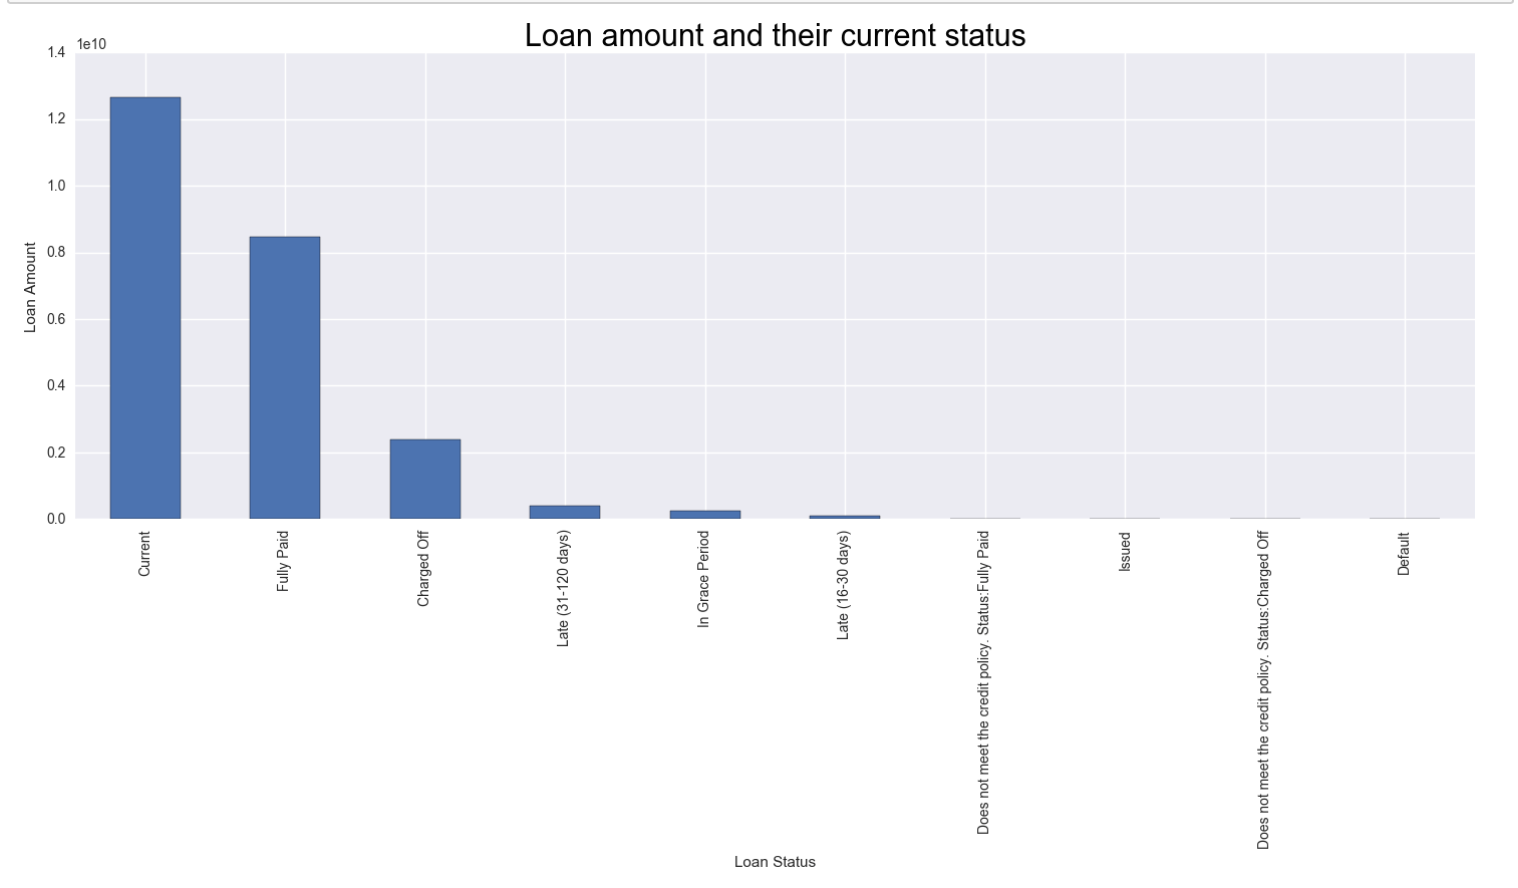 Loan amount and their current status
1e10
1.4
1.2
1.0
0.8
0.6
0.4
0.2
0.0
Loan Amount
Current
Fully Paid
Charged Off
Late (31-120 days)
In Grace Period
Late (16-30 days)
Does not meet the credit policy. Status:Fully Paid
Issued
Does not meet the credit policy. Status:Charged Off
Default
Loan Status